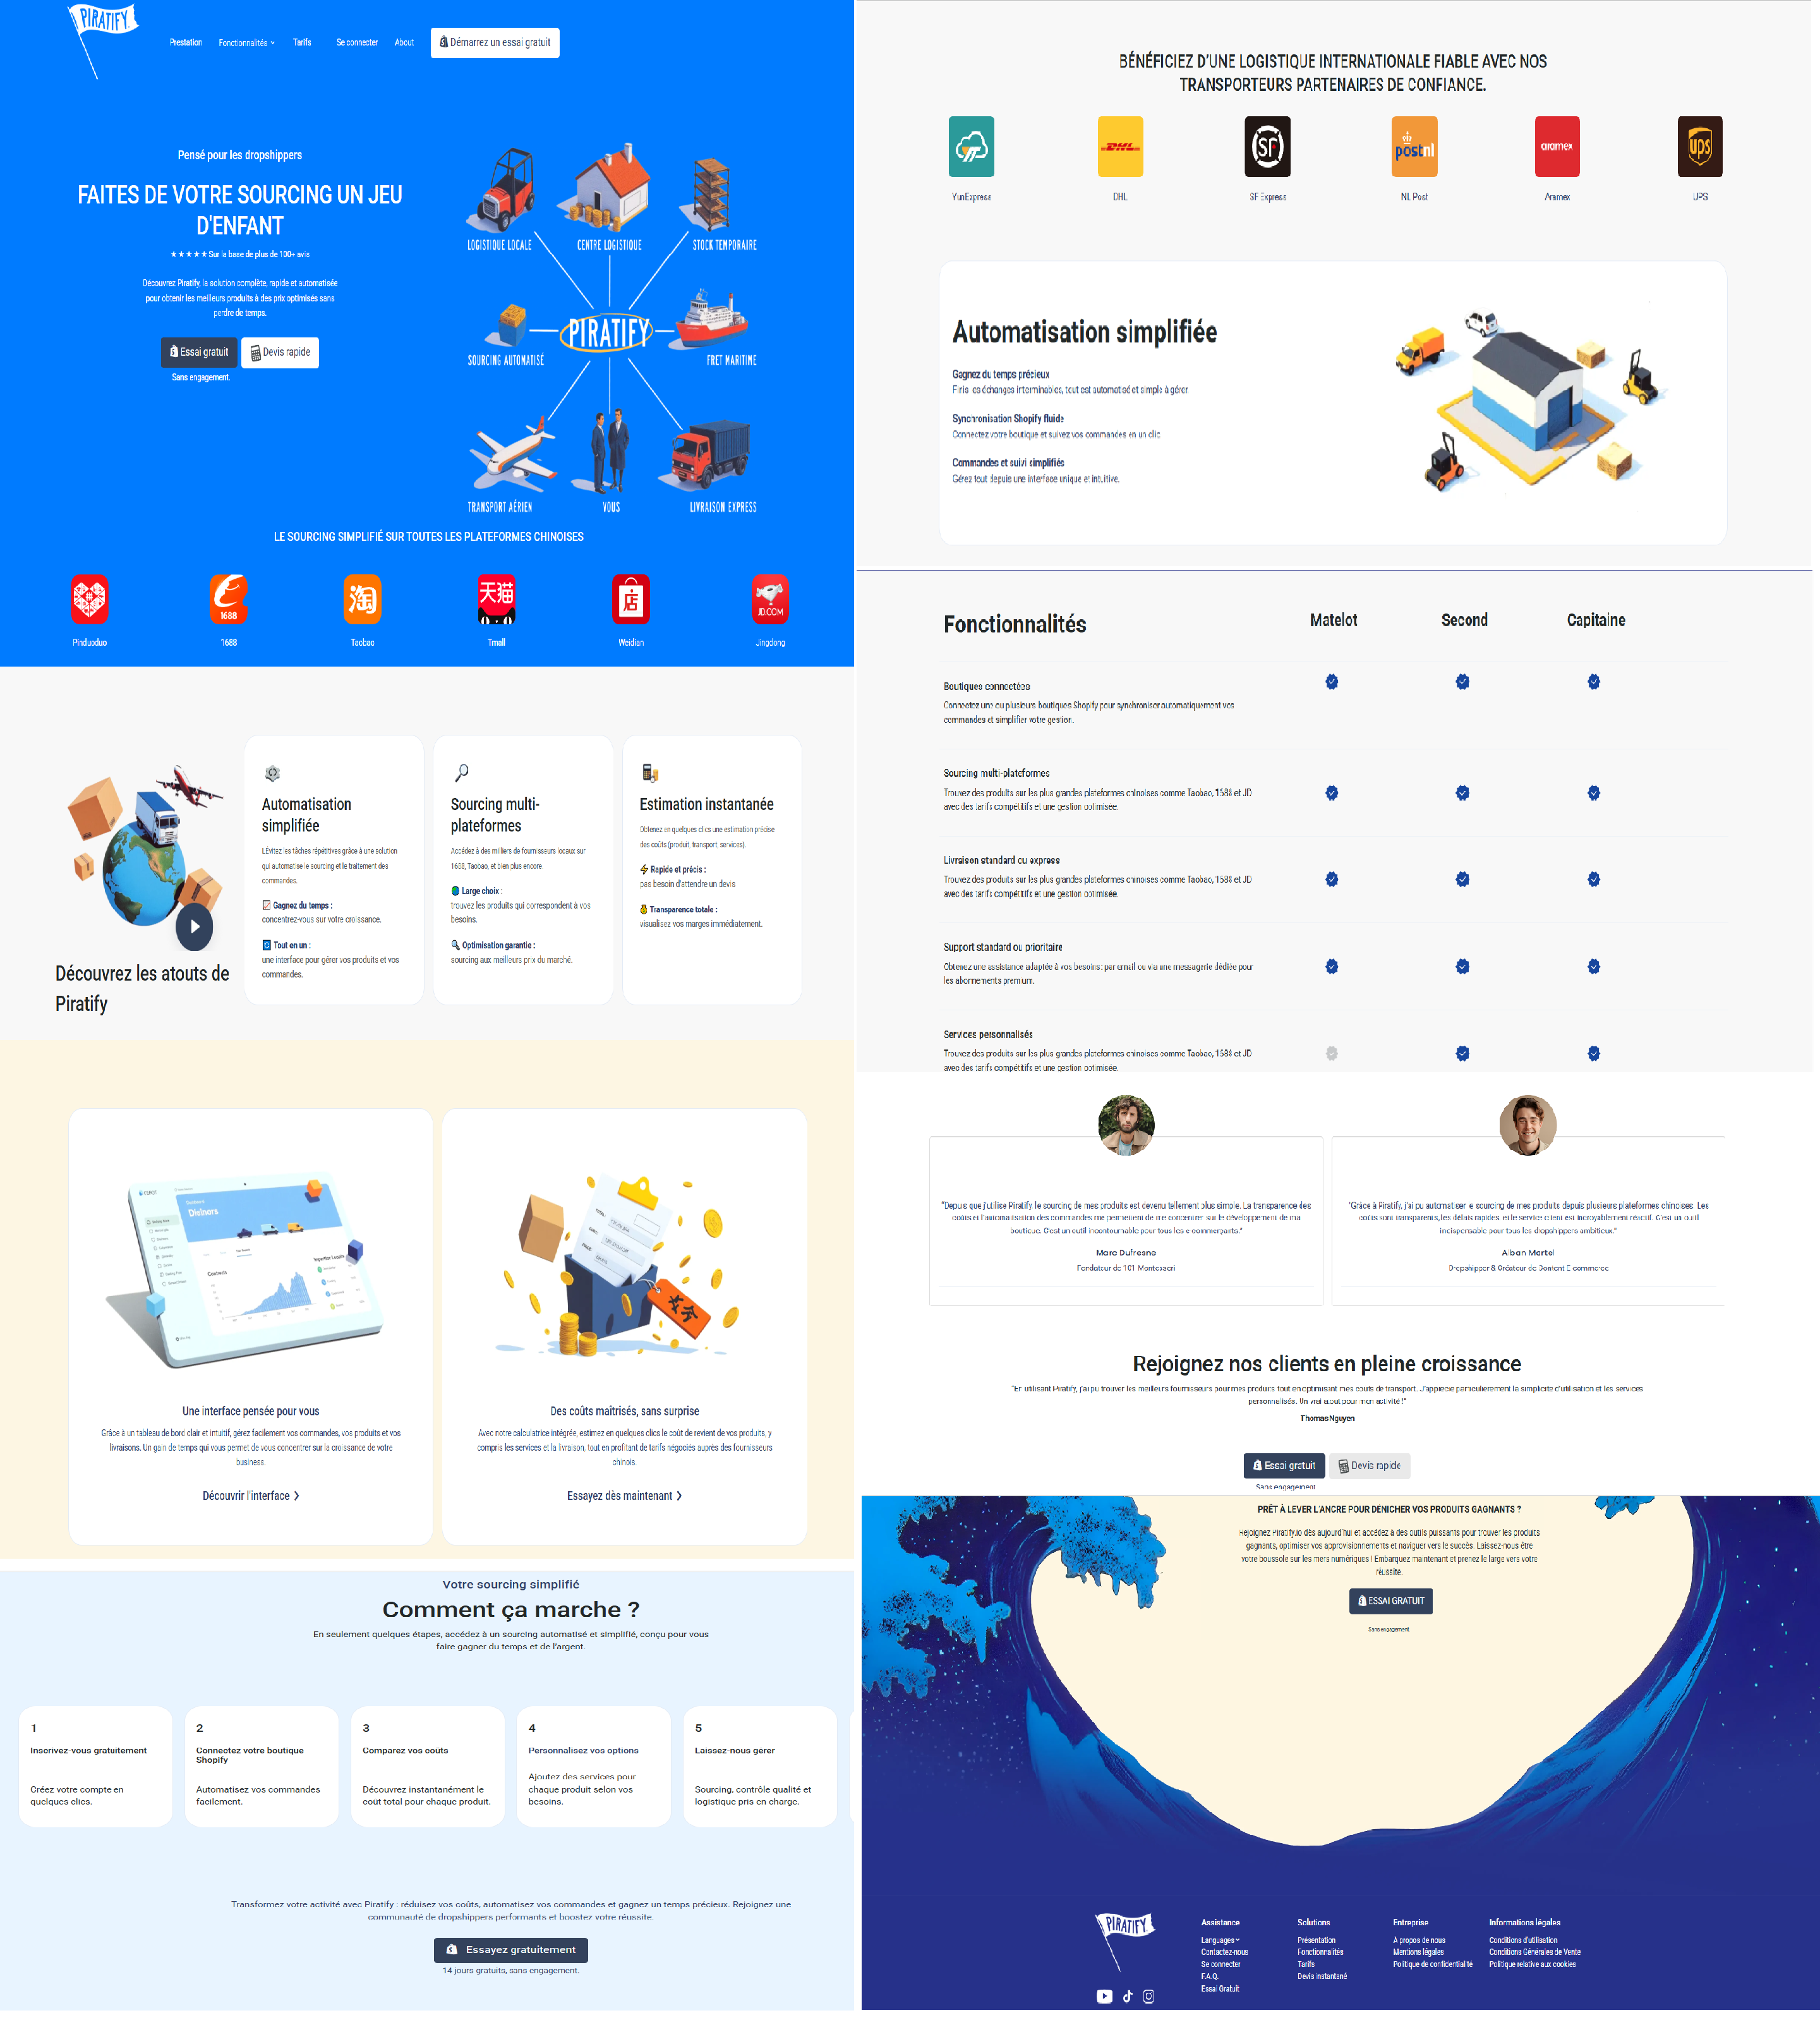 PIRATIFY
Prestation
Fonctionnalités
Tarifs
Se connecter
About
Démarrez un essai gratuit
Pensé pour les dropshippers
FAITES DE VOTRE SOURCING UN JEU
D'ENFANT
★★★★★ Sur la base de plus de 100+ avis
Découvrez Piratify, la solution complète, rapide et automatisée
pour obtenir les meilleurs produits à des prix optimisés sans
perdre de temps.
Essai gratuit
Devis rapide
Sans engagement.
LOGISTIQUE LOCALE
CENTRE LOGISTIQUE
STOCK TEMPORAIRE
SOURCING AUTOMATISÉ
PIRATIFY
FRET MARITIME
TRANSPORT AÉRIEN
VOUS
LIVRAISON EXPRESS
LE SOURCING SIMPLIFIÉ SUR TOUTES LES PLATEFORMES CHINOISES
1688
淘
天猫
店
JD.COM
Pinduoduo
1688
Taobao
Tmall
Weidian
Jingdong
Découvrez les atouts de
Piratify
Automatisation
simplifiée
LÉvitez les tâches répétitives grâce à une solution
qui automatise le sourcing et le traitement des
commandes.
Gagnez du temps :
concentrez-vous sur votre croissance.
Tout en un :
une interface pour gérer vos produits et vos
commandes.
Sourcing multi-
plateformes
Accédez à des milliers de fournisseurs locaux sur
1688, Taobao, et bien plus encore.
Large choix :
trouvez les produits qui correspondent à vos
besoins.
Optimisation garantie :
sourcing aux meilleurs prix du marché.
Estimation instantanée
Obtenez en quelques clics une estimation précise
des coûts (produit, transport, services).
Rapide et précis :
pas besoin d'attendre un devis
Transparence totale :
visualisez vos marges immédiatement.
Une interface pensée pour vous
Grâce à un tableau de bord clair et intuitif, gérez facilement vos commandes, vos produits et vos
livraisons. Un gain de temps qui vous permet de vous concentrer sur la croissance de votre
business.
Découvrir l'interface
Des coûts maîtrisés, sans surprise
Avec notre calculatrice intégrée, estimez en quelques clics le coût de revient de vos produits, y
compris les services et la livraison, tout en profitant de tarifs négociés auprès des fournisseurs
chinois.
Essayez dès maintenant
Votre sourcing simplifié
Comment ça marche ?
En seulement quelques étapes, accédez à un sourcing automatisé et simplifié, conçu pour vous
faire gagner du temps et de l'argent.
1
Inscrivez-vous gratuitement
Créez votre compte en
quelques clics.
2
Connectez votre boutique
Shopify
Automatisez vos commandes
facilement.
3
Comparez vos coûts
Découvrez instantanément le
coût total pour chaque produit.
4
Personnalisez vos options
Ajoutez des services pour
chaque produit selon vos
besoins.
5
Laissez-nous gérer
Sourcing, contrôle qualité et
logistique pris en charge.
Transformez votre activité avec Piratify : réduisez vos coûts, automatisez vos commandes et gagnez un temps précieux. Rejoignez une
communauté de dropshippers performants et boostez votre réussite.
Essayez gratuitement
14 jours gratuits, sans engagement.
BÉNÉFICIEZ D'UNE LOGISTIQUE INTERNATIONALE FIABLE AVEC NOS
TRANSPORTEURS PARTENAIRES DE CONFIANCE.
DHL
SF
postnl
aramex
ups
YunExpress
DHL
SF Express
NL Post
Aramex
UPS
Automatisation simplifiée
Gagnez du temps précieux
Finis les échanges interminables, tout est automatisé et simple à gérer.
Synchronisation Shopify fluide
Connectez votre boutique et suivez vos commandes en un clic.
Commandes et suivi simplifiés
Gérez tout depuis une interface unique et intuitive.
Fonctionnalités
Matelot
Second
Capitaine
Boutiques connectées
Connectez une ou plusieurs boutiques Shopify pour synchroniser automatiquement vos
commandes et simplifier votre gestion.
Sourcing multi-plateformes
Trouvez des produits sur les plus grandes plateformes chinoises comme Taobao, 1688 et JD
avec des tarifs compétitifs et une gestion optimisée.
Livraison standard ou express
Trouvez des produits sur les plus grandes plateformes chinoises comme Taobao, 1688 et JD
avec des tarifs compétitifs et une gestion optimisée.
Support standard ou prioritaire
Obtenez une assistance adaptée à vos besoins: par email ou via une messagerie dédiée pour
les abonnements premium.
Services personnalisés
Trouvez des produits sur les plus grandes plateformes chinoises comme Taobao, 1688 et JD
avec des tarifs compétitifs et une gestion optimisée.
"Depuis que j'utilise Piratify, le sourcing de mes produits est devenu tellement plus simple. La transparence des
coûts et l'automatisation des commandes me permettent de me concentrer sur le développement de ma
boutique. C'est un outil incontournable pour tous les e-commerçants."
Marc Dufresne
Fondateur de 101 Montessori
"Grâce à Piratify, j'ai pu automatiser le sourcing de mes produits depuis plusieurs plateformes chinoises. Les
coûts sont transparents, les délais rapides, et le service client est incroyablement réactif. C'est un outil
indispensable pour tous les dropshippers ambitieux."
Alban Martel
Dropshipper & Créateur de Content E-commerce
Rejoignez nos clients en pleine croissance
"En utilisant Piratify, j'ai pu trouver les meilleurs fournisseurs pour mes produits tout en optimisant mes coûts de transport. J'apprécie particulièrement la simplicité d'utilisation et les services
personnalisés. Un vrai atout pour mon activité !"
Thomas Nguyen
Essai gratuit
Devis rapide
Sans engagement
PRÊT À LEVER L'ANCRE POUR DÉNICHER VOS PRODUITS GAGNANTS ?
Rejoignez Piratify.io dès aujourd'hui et accédez à des outils puissants pour trouver les produits
gagnants, optimiser vos approvisionnements et naviguer vers le succès. Laissez-nous être
votre boussole sur les mers numériques ! Embarquez maintenant et prenez le large vers votre
réussite.
ESSAI GRATUIT
Sans engagement
PIRATIFY
Assistance
Languages
Contactez-nous
Se connecter
F.A.Q.
Essai Gratuit
Solutions
Présentation
Fonctionnalités
Tarifs
Devis instantané
Entreprise
A propos de nous
Mentions légales
Politique de confidentialité
Informations légales
Conditions d'utilisation
Conditions Générales de Vente
Politique relative aux cookies